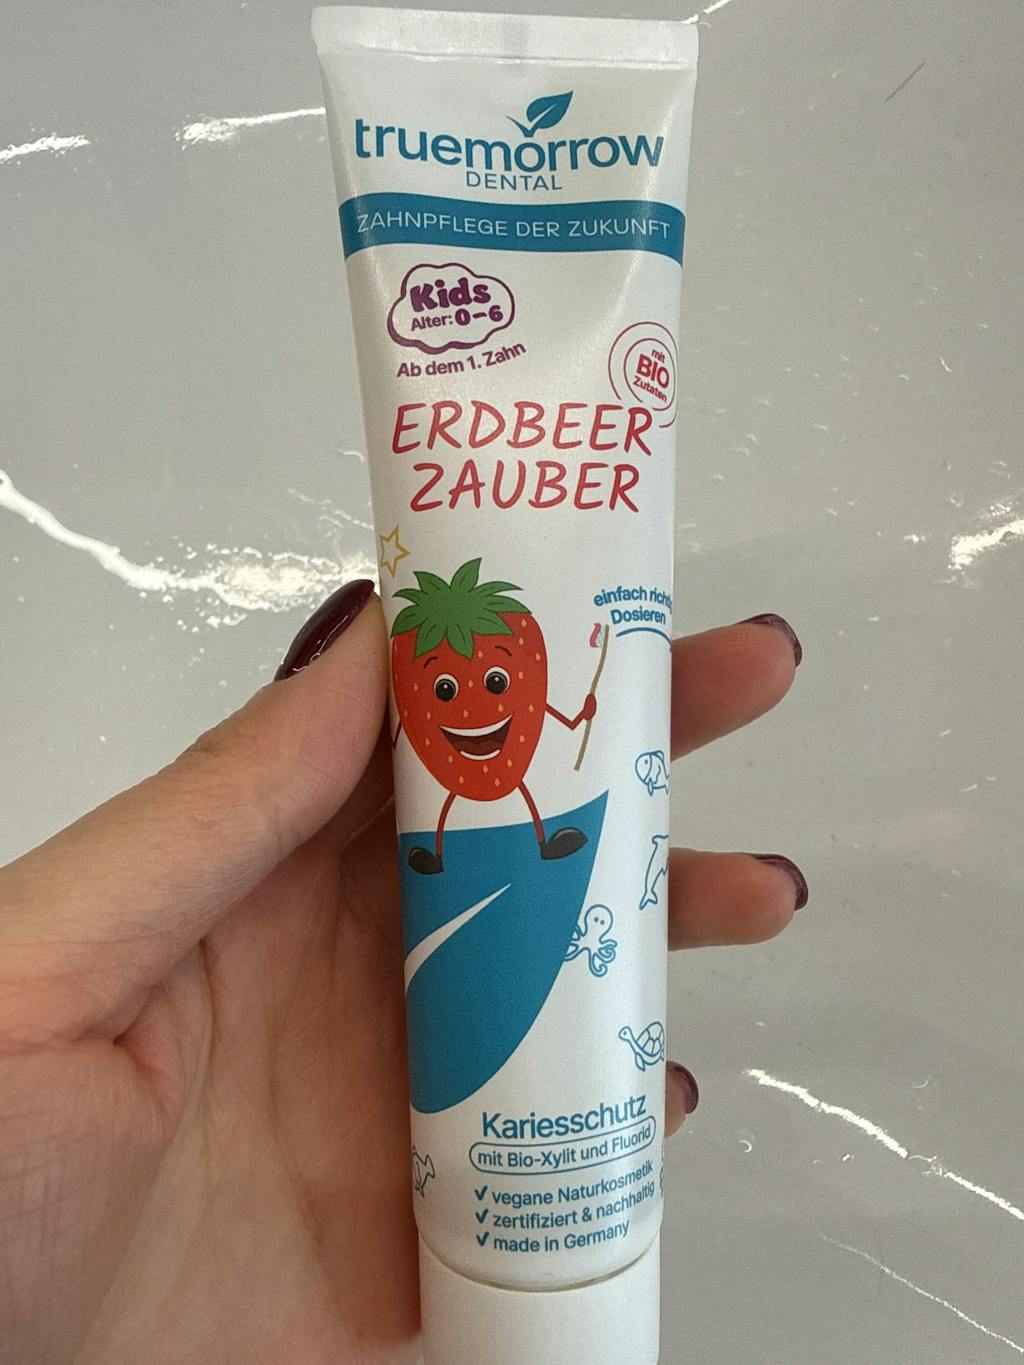 truemorrow
DENTAL
ZAHNPFLEGE DER ZUKUNFT
Kids
Alter: 0-6
Ab dem 1. Zahn
mit
BIO
Zutaten
ERDBEER
ZAUBER
einfach
Dosieren
Kariesschutz
mit Bio-Xylit und Fluorid
✓ vegane Naturkosmetik
✓ zertifiziert & nachhaltig
✓ made in Germany